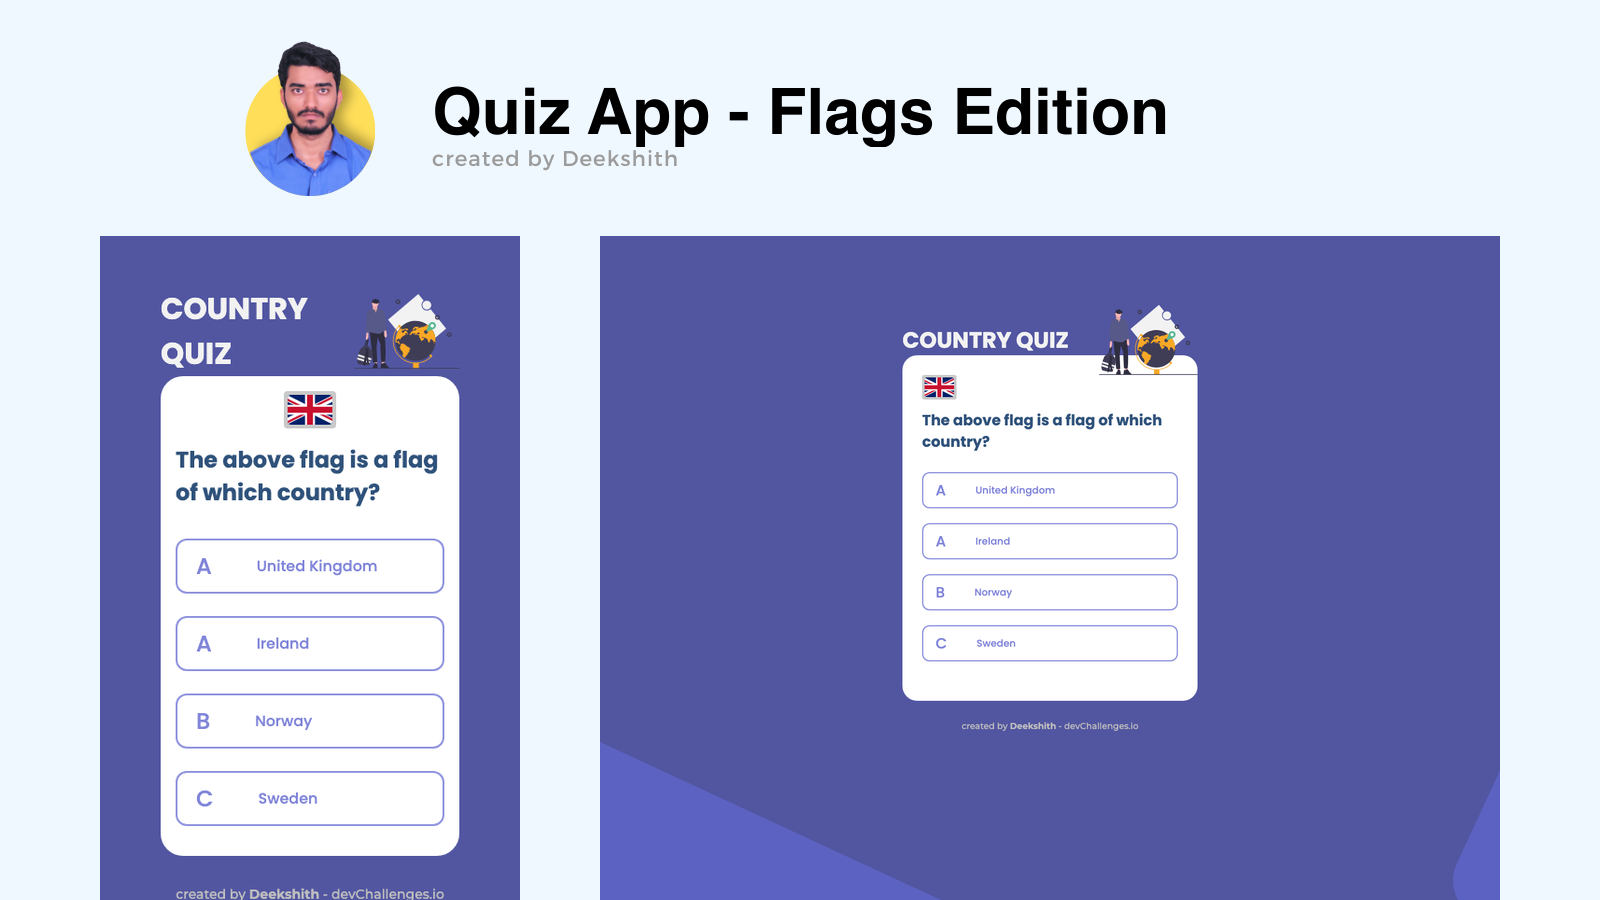 Quiz App - Flags Edition
created by Deekshith
COUNTRY
QUIZ
The above flag is a flag
of which country?
A United Kingdom
A Ireland
B Norway
C Sweden
created by Deekshith - devChallenges.io
COUNTRY QUIZ
The above flag is a flag of which
country?
A United Kingdom
A Ireland
B Norway
C Sweden
created by Deekshith - devChallenges.io